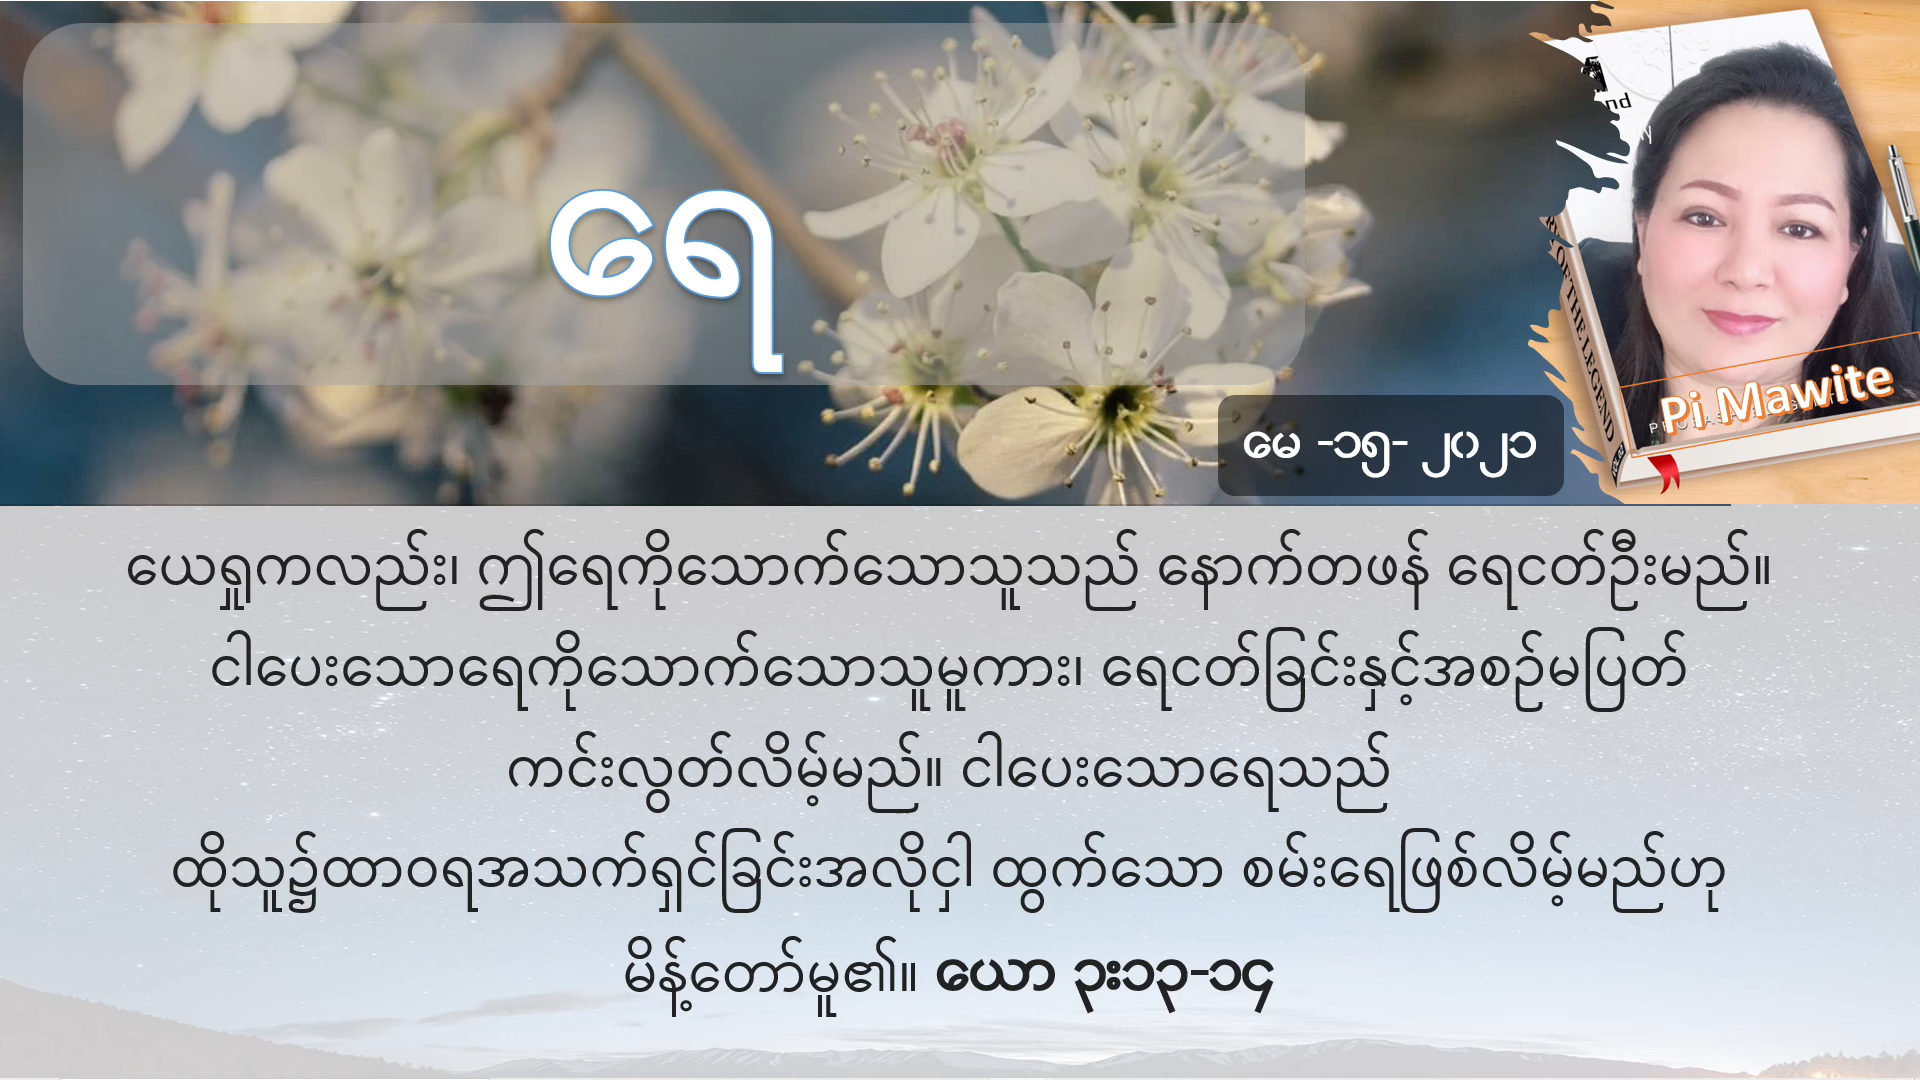 ရေ
nd
OF THE LEGEND
Pi Mawite
မေ -၁၅- ၂၀၂၁
ယေရှုကလည်း၊ ဤရေကိုသောက်သောသူသည် နောက်တဖန် ရေငတ်ဦးမည်။
ငါပေးသောရေကိုသောက်သောသူမူကား၊ ရေငတ်ခြင်းနှင့်အစဉ်မပြတ်
ကင်းလွတ်လိမ့်မည်။ ငါပေးသောရေသည်
ထိုသူ၌ထာဝရအသက်ရှင်ခြင်းအလိုငှါ ထွက်သော စမ်းရေဖြစ်လိမ့်မည်ဟု
မိန့်တော်မူ၏။ ယော ၃း၁၃-၁၄